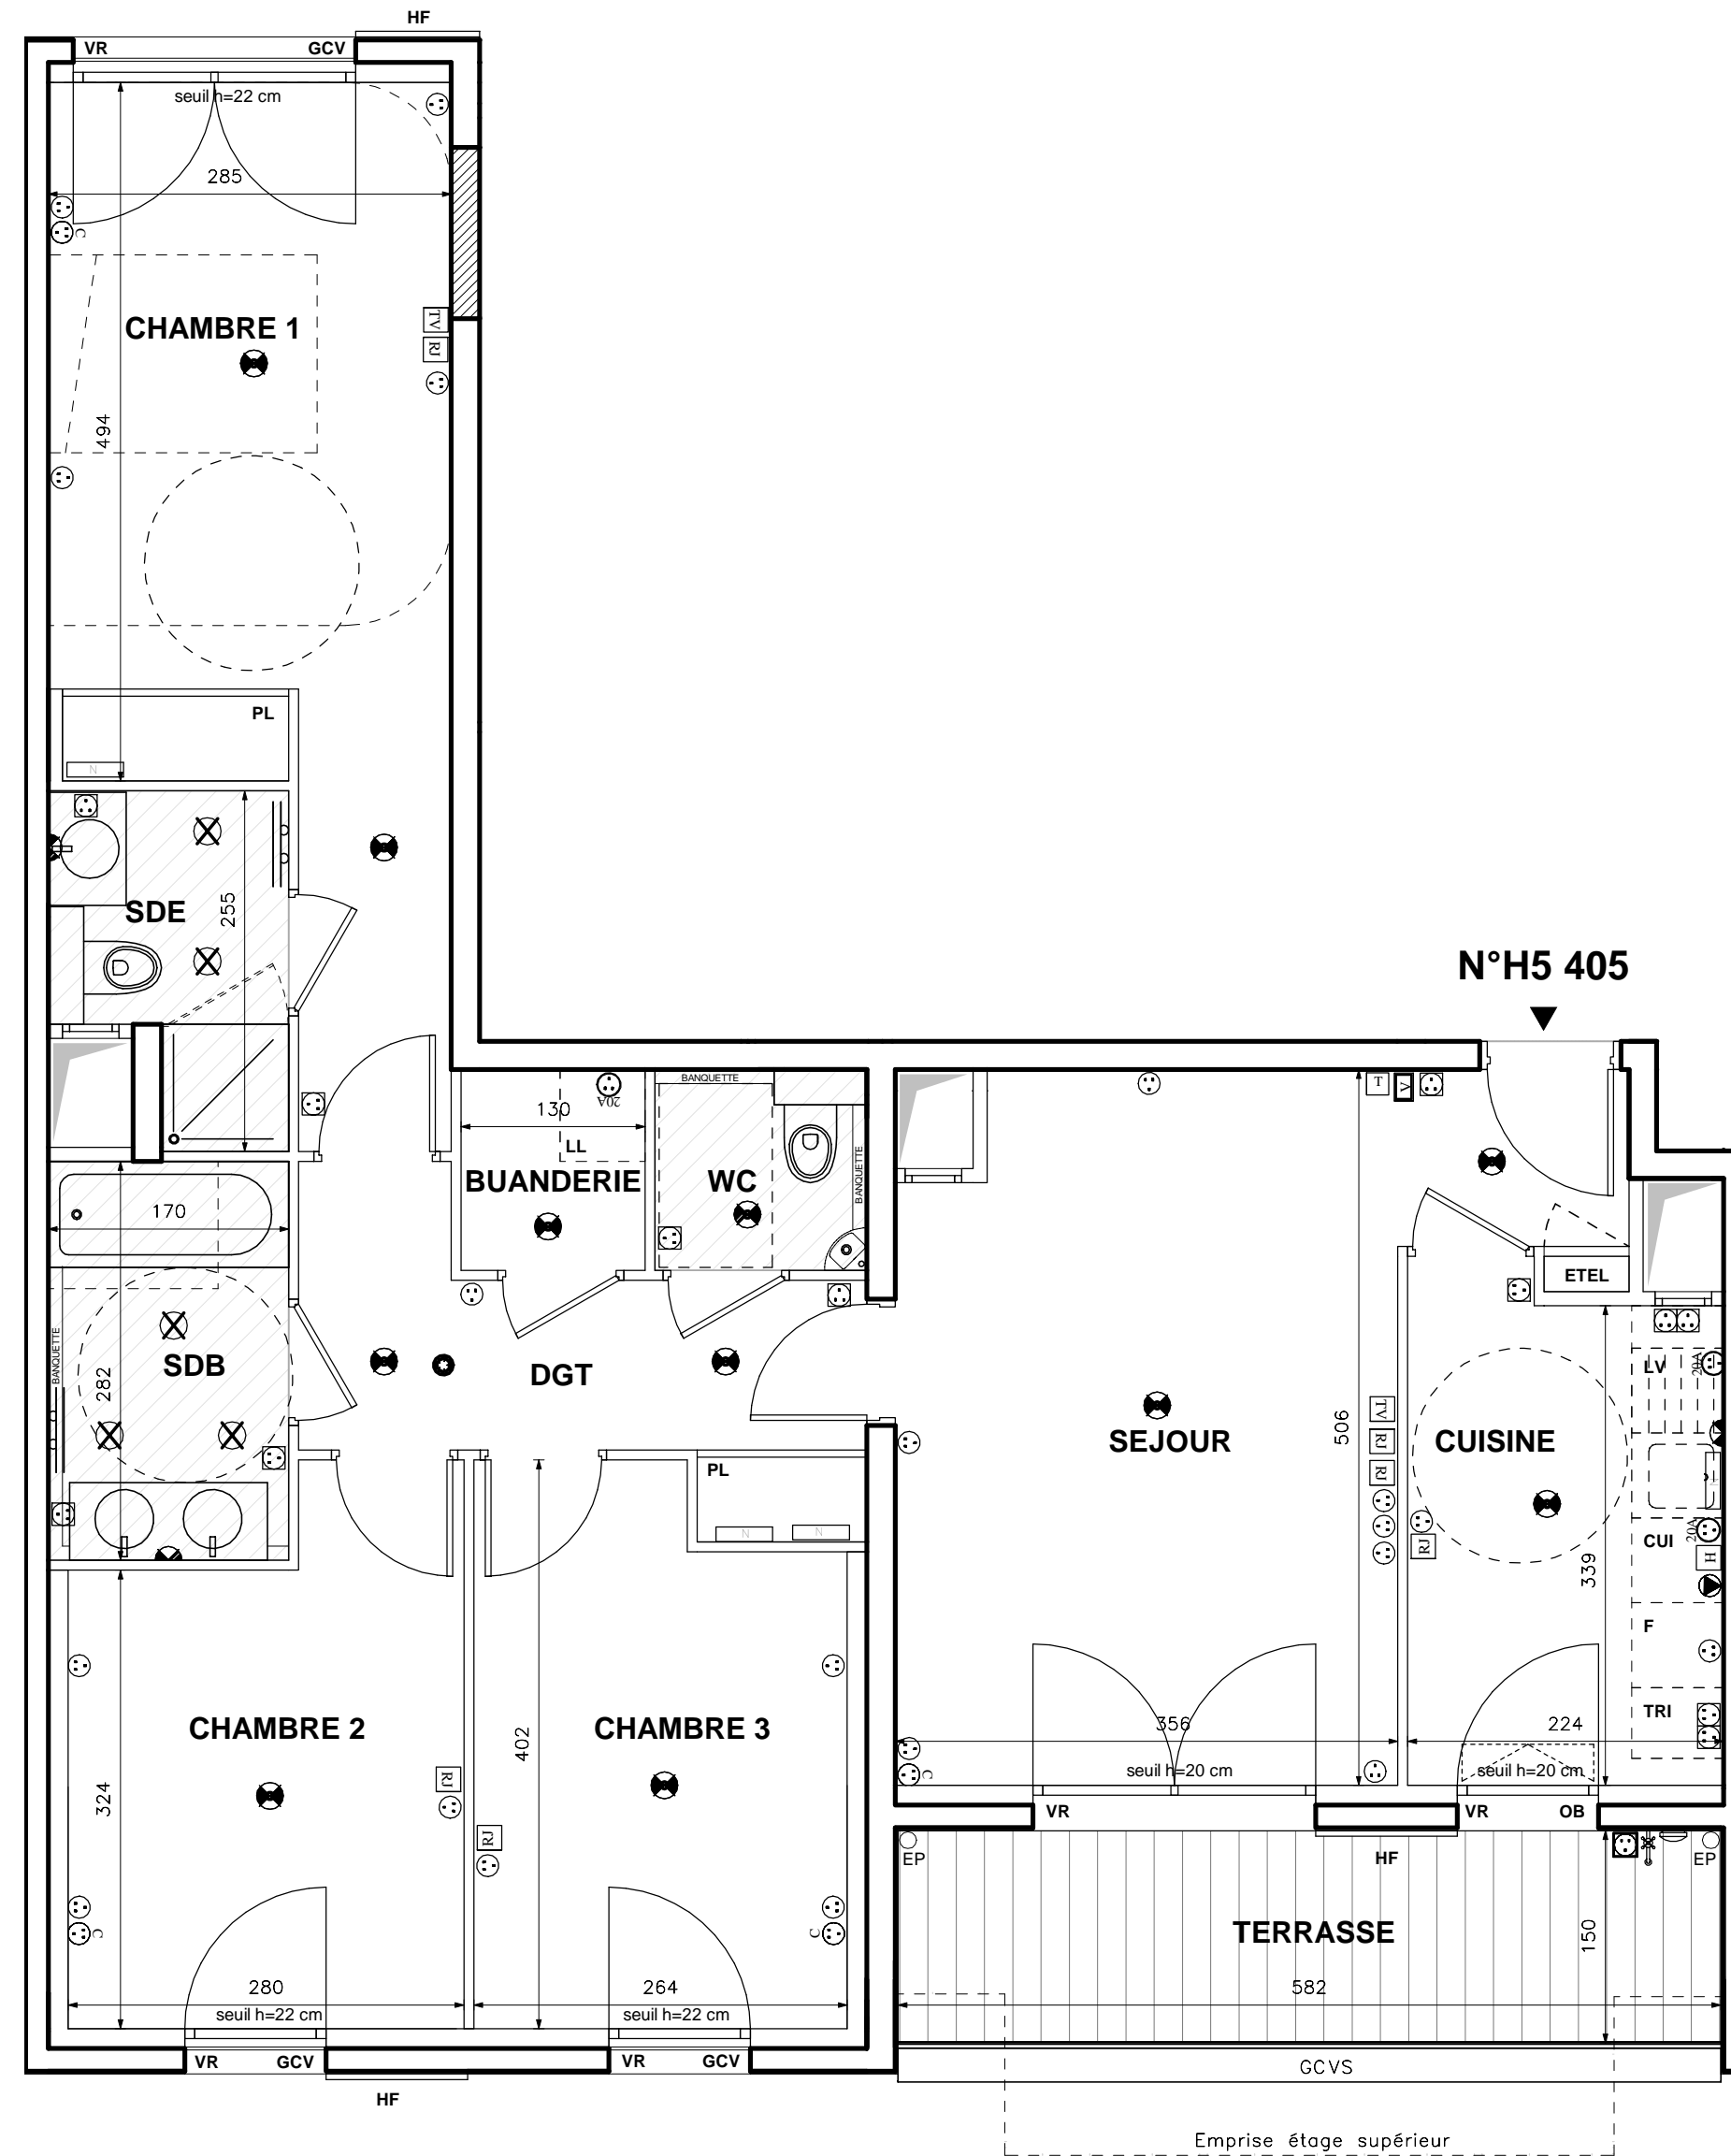 HF
VR GCV
seuil h=22 cm
285
C
CHAMBRE 1
TV
RJ
494
PL
N
SDE
255
N°H5 405
130
20A
LL
BUANDERIE
BANQUETTE
WC
BANQUETTE
T
V
ETEL
170
BANQUETTE
SDB
282
DGT
PL
N
N
SEJOUR
506
TV
RJ
RJ
CUISINE
RJ
LV
20A
CUI
20A
H
339
F
TRI
CHAMBRE 2
324
RJ
C
280
seuil h=22 cm
CHAMBRE 3
402
RJ
C
264
seuil h=22 cm
356
seuil h=20 cm
C
224
seuil h=20 cm
VR
VR OB
EP
HF
EP
TERRASSE
150
582
VR GCV
VR GCV
HF
GCVS
Emprise étage supérieur